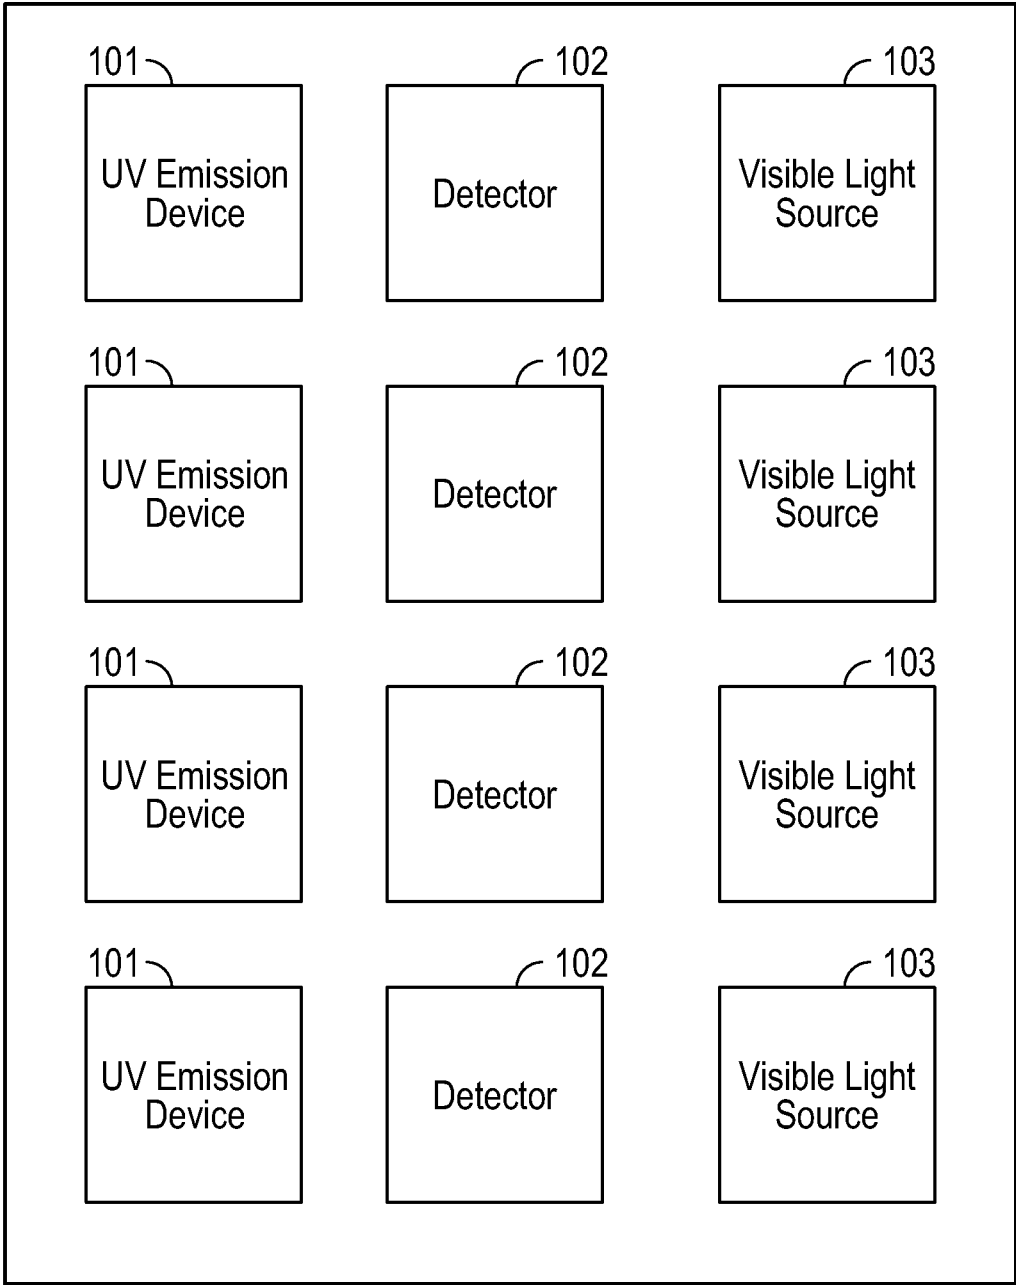 101 102 103
UV Emission
Device
Detector
Visible Light
Source
101 102 103
UV Emission
Device
Detector
Visible Light
Source
101 102 103
UV Emission
Device
Detector
Visible Light
Source
101 102 103
UV Emission
Device
Detector
Visible Light
Source